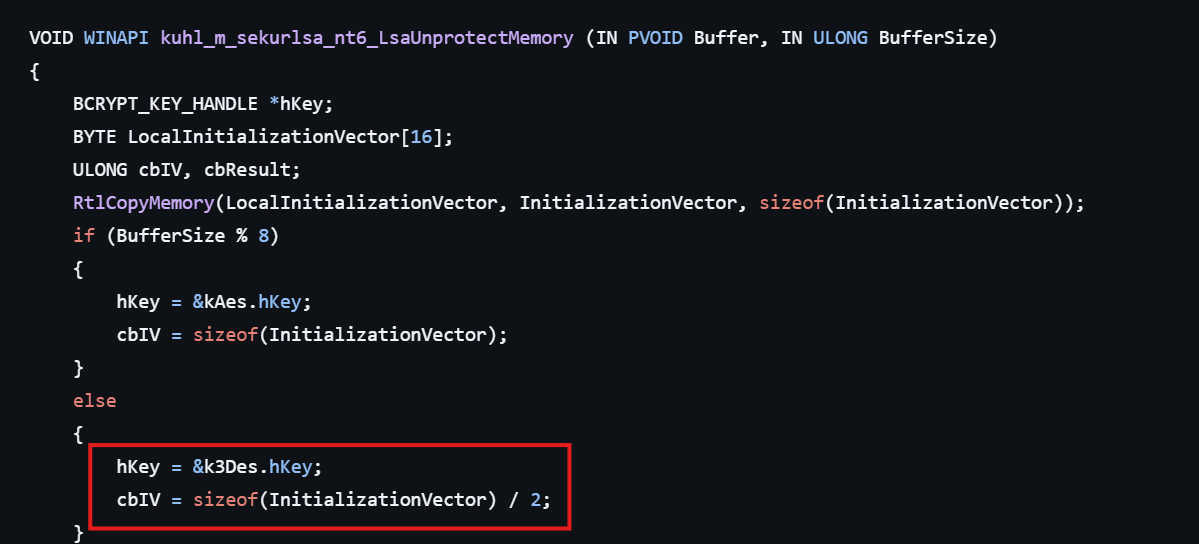 VOID WINAPI kuhl_m_sekurlsa_nt6_LsaUnprotectMemory (IN PVOID Buffer, IN ULONG BufferSize)
{
    BCRYPT_KEY_HANDLE *hKey;
    BYTE LocalInitializationVector[16];
    ULONG cbIV, cbResult;
    RtlCopyMemory(LocalInitializationVector, InitializationVector, sizeof(InitializationVector));
    if (BufferSize % 8)
    {
        hKey = &kAes.hKey;
        cbIV = sizeof(InitializationVector);
    }
    else
    {
        hKey = &k3Des.hKey;
        cbIV = sizeof(InitializationVector) / 2;
    }